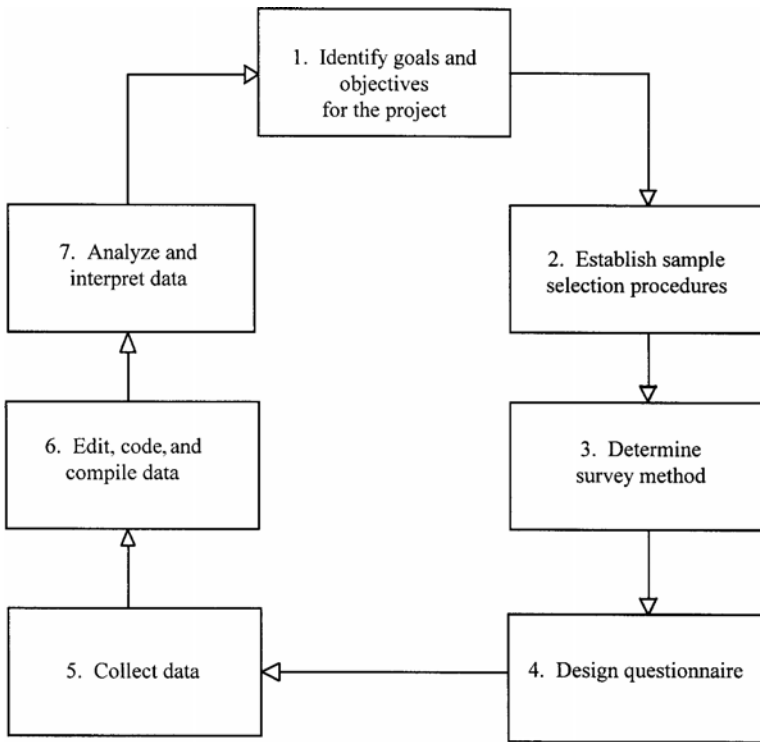 1. Identify goals and
objectives
for the project
2. Establish sample
selection procedures
3. Determine
survey method
4. Design questionnaire
5. Collect data
6. Edit, code, and
compile data
7. Analyze and
interpret data